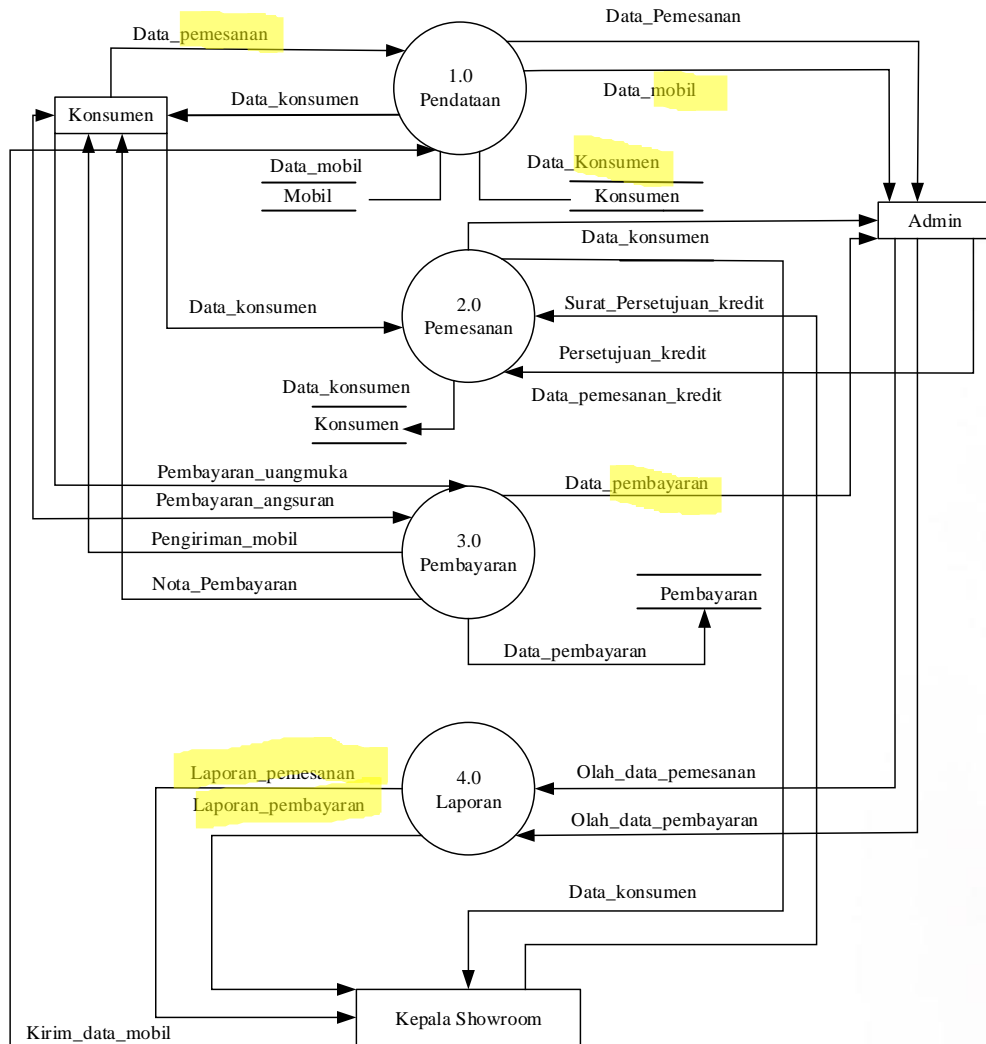 Data_Pemesanan
Data_pemesanan
1.0
Pendataan
Data_mobil
Data_konsumen
Konsumen
Data_mobil
Mobil
Data_Konsumen
Konsumen
Admin
Data_konsumen
Data_konsumen
2.0
Pemesanan
Surat_Persetujuan_kredit
Persetujuan_kredit
Data_pemesanan_kredit
Data_konsumen
Konsumen
Pembayaran_uangmuka
Pembayaran_angsuran
Pengiriman_mobil
Nota_Pembayaran
3.0
Pembayaran
Data_pembayaran
Pembayaran
Data_pembayaran
Laporan_pemesanan
Laporan_pembayaran
4.0
Laporan
Olah_data_pemesanan
Olah_data_pembayaran
Data_konsumen
Kepala Showroom
Kirim_data_mobil